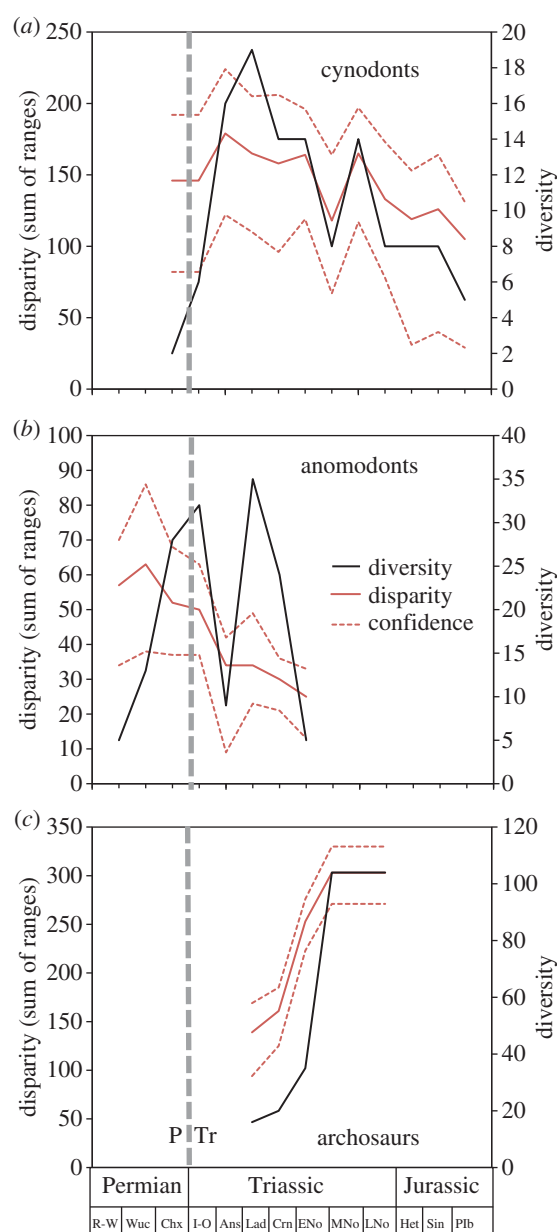 (a)
250
200
150
100
50
0
disparity (sum of ranges)
cynodonts
20
18
16
14
12
10
8
6
4
2
0
diversity
(b)
100
90
80
70
60
50
40
30
20
10
0
disparity (sum of ranges)
anomodonts
diversity
disparity
confidence
40
35
30
25
20
15
10
5
0
diversity
(c)
350
300
250
200
150
100
50
0
disparity (sum of ranges)
P Tr
archosaurs
120
100
80
60
40
20
0
diversity
Permian Triassic Jurassic
R-W Wuc Chx I-O Ans Lad Crn ENo MNo LNo Het Sin Plb